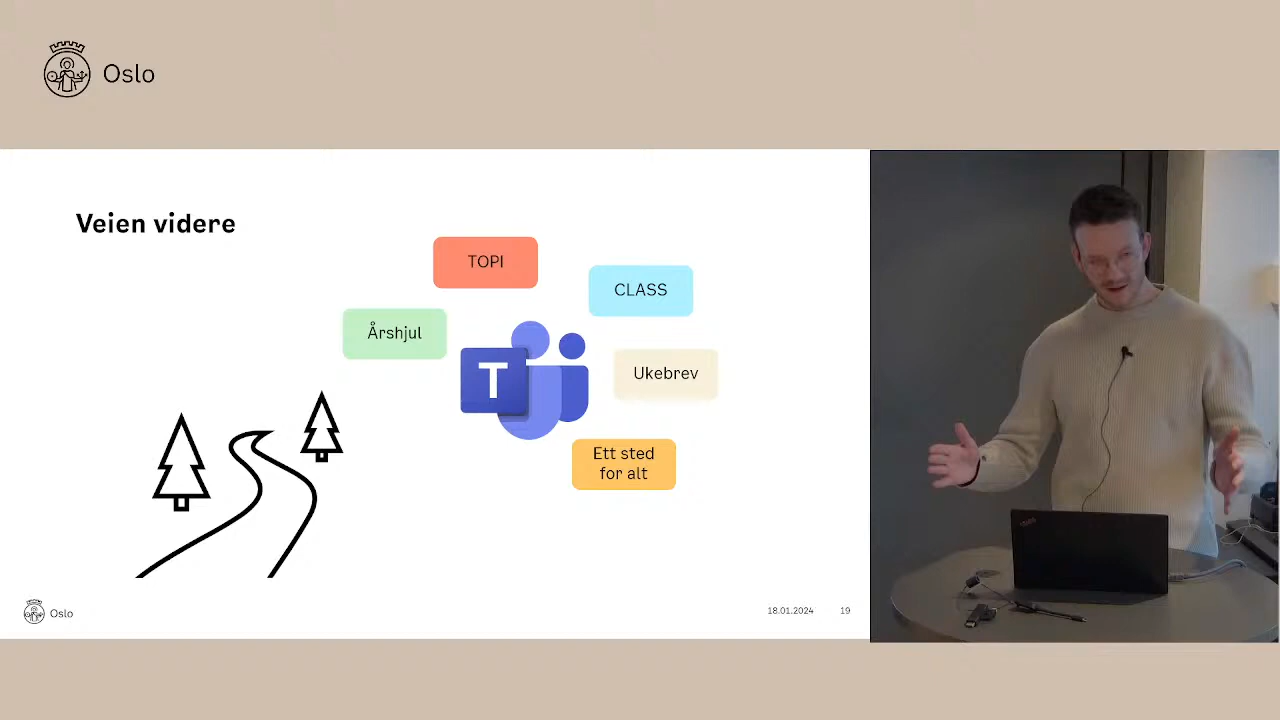 Oslo
Veien videre
TOPI
CLASS
Årshjul
T
Ukebrev
Ett sted
for alt
Oslo
18.01.2024
19